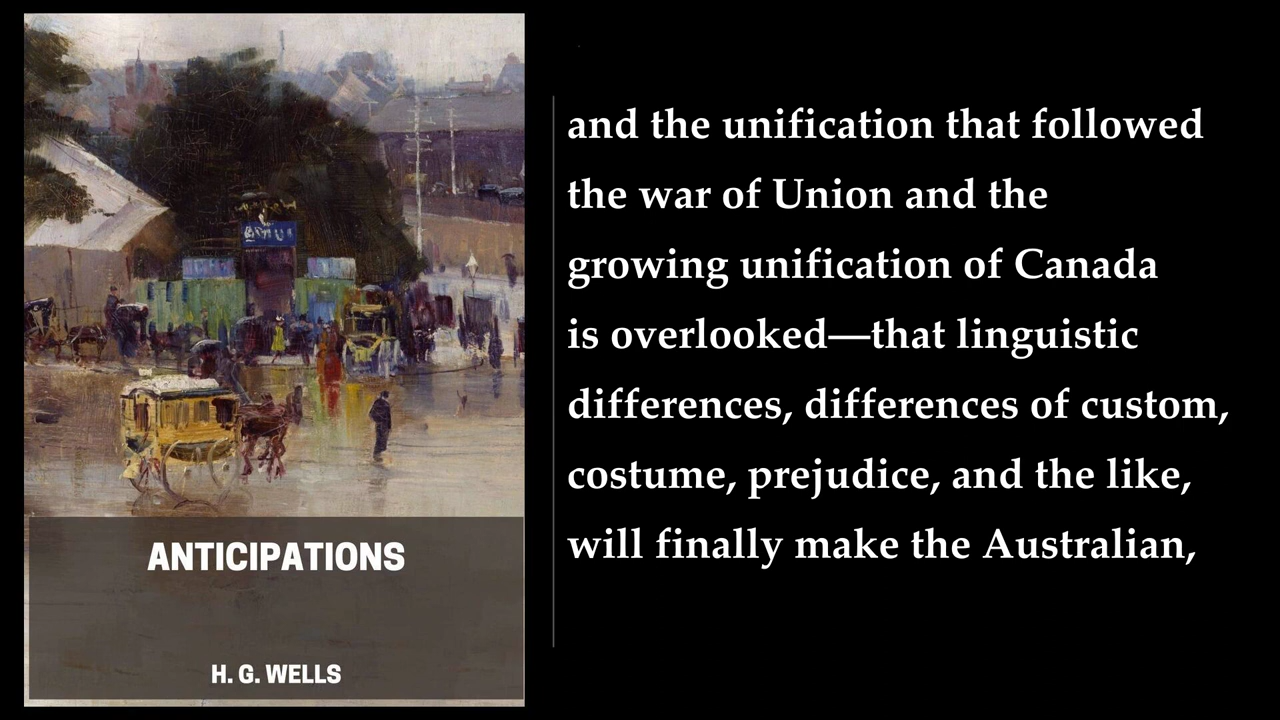 ANTICIPATIONS
H. G. WELLS
and the unification that followed
the war of Union and the
growing unification of Canada
is overlooked—that linguistic
differences, differences of custom,
costume, prejudice, and the like,
will finally make the Australian,